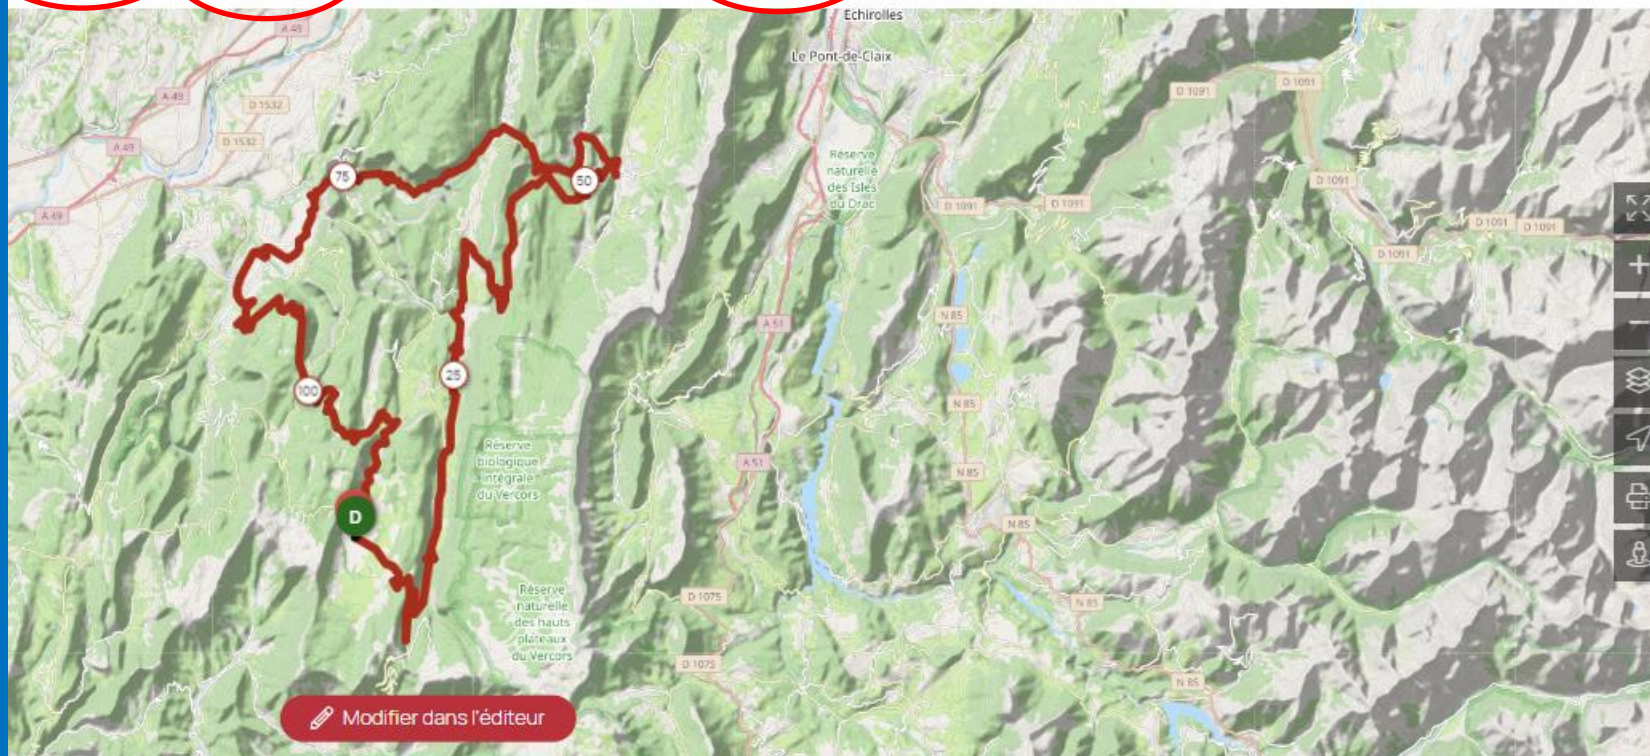 Echirolles
A 48
Le Pont-de-Claix
D 1091
D 1091
A 49
D 1532
D 1532
A 49
Réserve
naturelle
des Isles
du Drac
75
50
D 1091
D 1091
D 1091
A 49
D 1091
D 1091
D 1091
A 51
N 85
25
100
N 85
Réserve
biologique
intégrale
du Vercors
A 51
N 85
D
N 85
Réserve
naturelle
des hauts
plateaux
du Vercors
D 1075
N 85
D 1075
N 85
Modifier dans l'éditeur